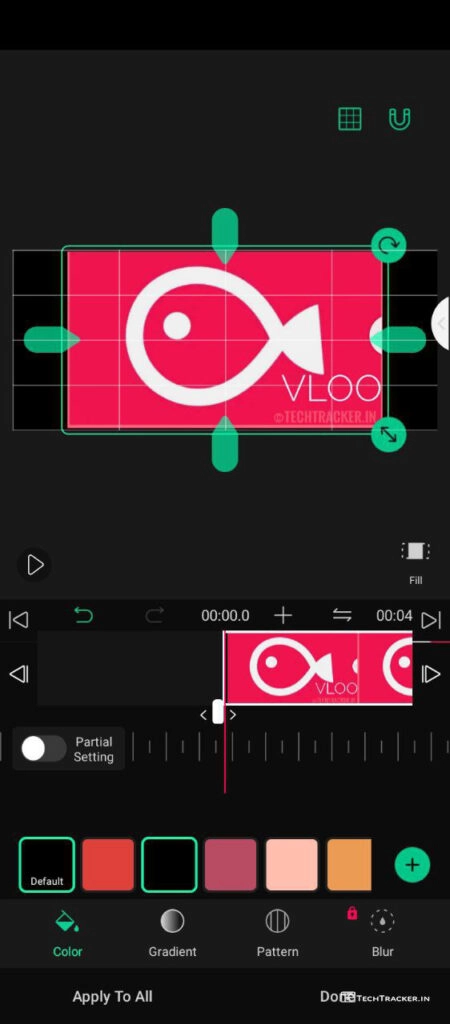 VLOO
©TECHTRACKER.IN
Fill
00:00.0
00:04
VLOO
Partial
Setting
Default
Color
Gradient
Pattern
Blur
Apply To All
TECHTRACKER.IN